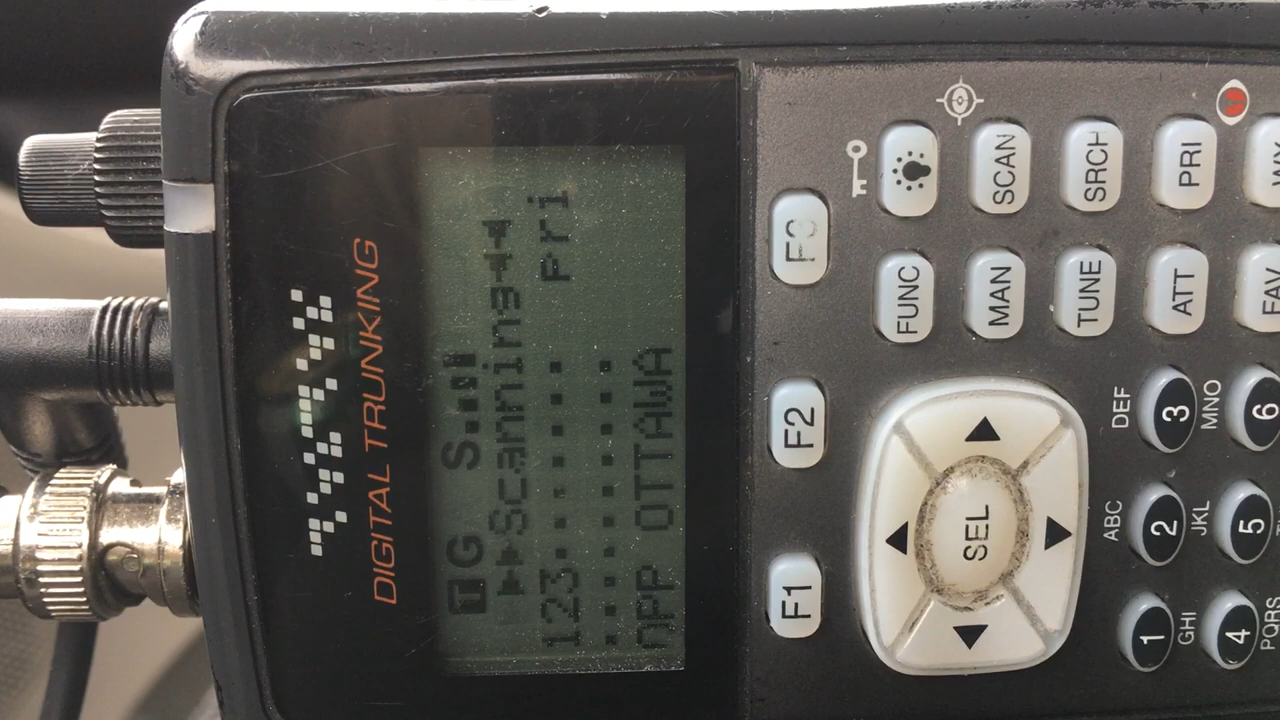 DIGITAL TRUNKING
T G S
Scanning
123....... Pri
.......
OPP OTTAWA
F1 F2 F3
FUNC
MAN SCAN
TUNE SRCH
ATT PRI
FAV
SEL
ABC DEF
1 2 3
GHI JKL MNO
4 5 6
PQRS